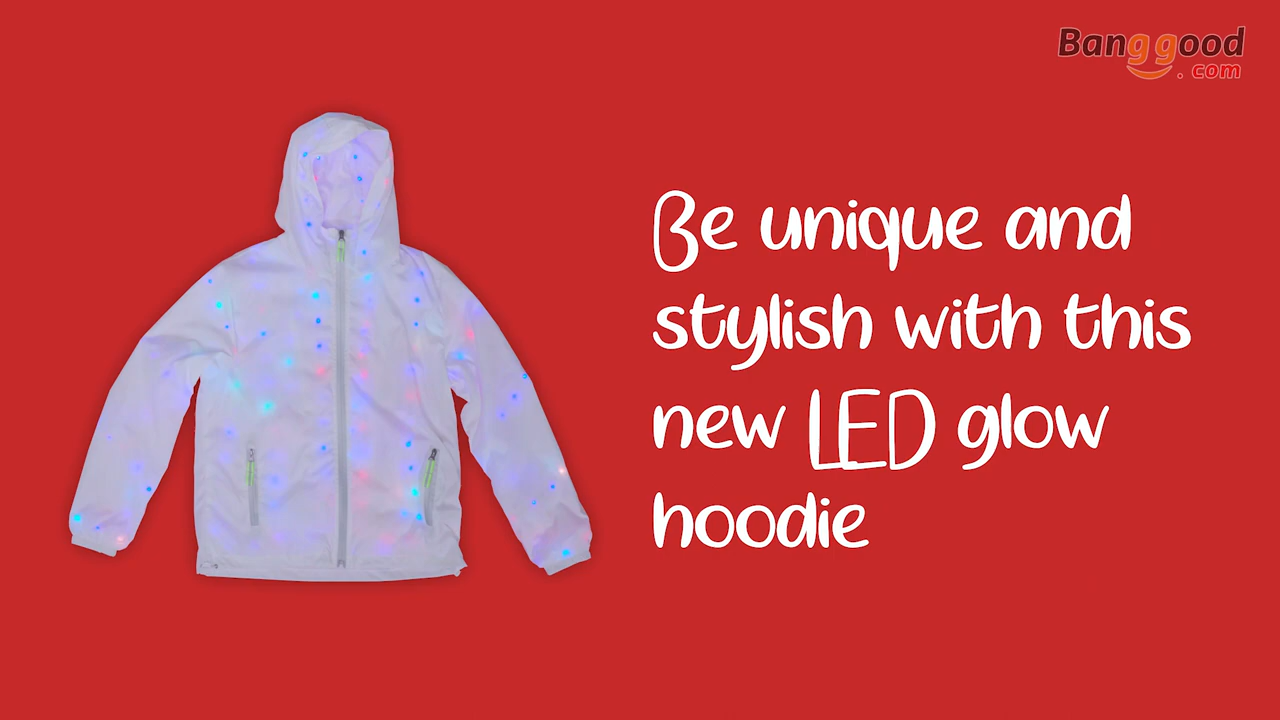 Banggood
.com
Be unique and
stylish with this
new LED glow
hoodie